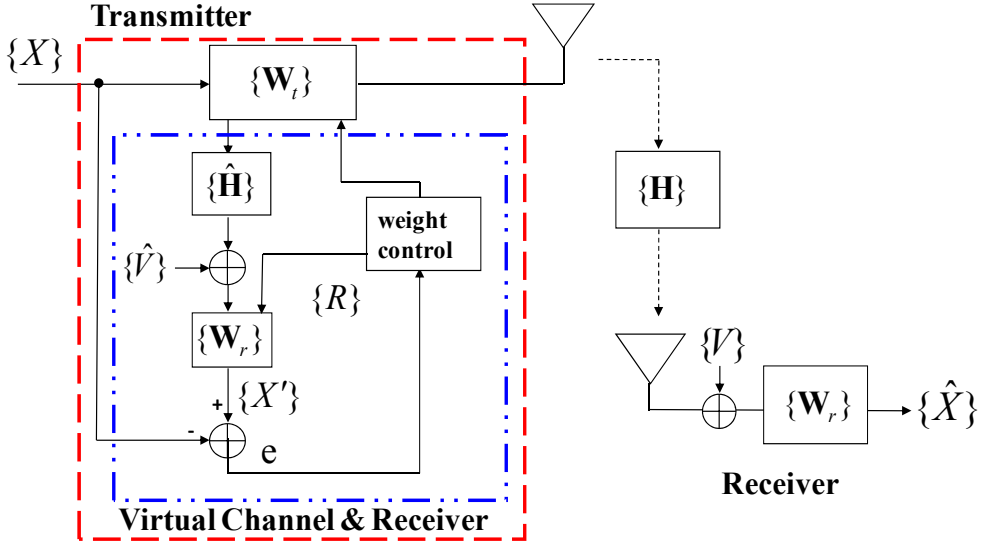 Transmitter
{X}
{W_t}
{Ĥ}
{H}
weight
control
{V̂}
{R}
{W_r}
{X′}
+
-
e
{V}
{W_r}
{X̂}
Receiver
Virtual Channel & Receiver